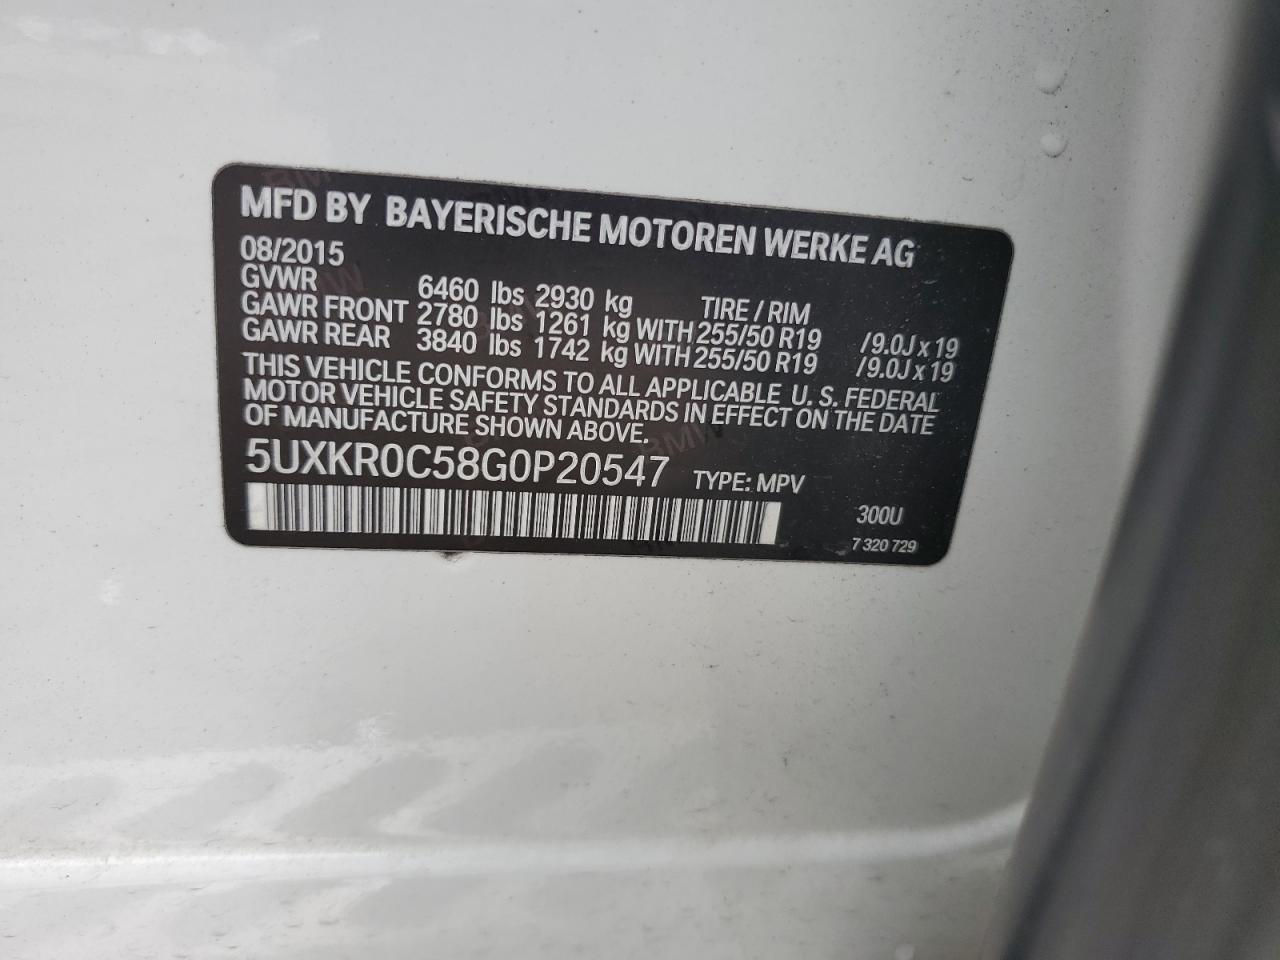 MFD BY BAYERISCHE MOTOREN WERKE AG
08/2015
GVWR 6460 lbs 2930 kg TIRE / RIM
GAWR FRONT 2780 lbs 1261 kg WITH 255/50 R19 /9.0J x 19
GAWR REAR 3840 lbs 1742 kg WITH 255/50 R19 /9.0J x 19
THIS VEHICLE CONFORMS TO ALL APPLICABLE U. S. FEDERAL
MOTOR VEHICLE SAFETY STANDARDS IN EFFECT ON THE DATE
OF MANUFACTURE SHOWN ABOVE.
5UXKR0C58G0P20547 TYPE: MPV
300U
7 320 729